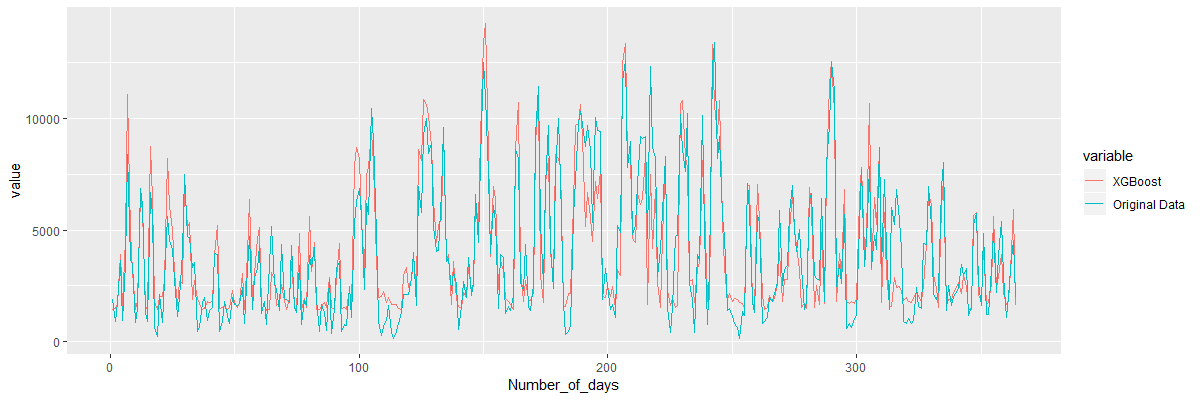 value
10000
5000
0
0
100
200
300
Number_of_days
variable
XGBoost
Original Data